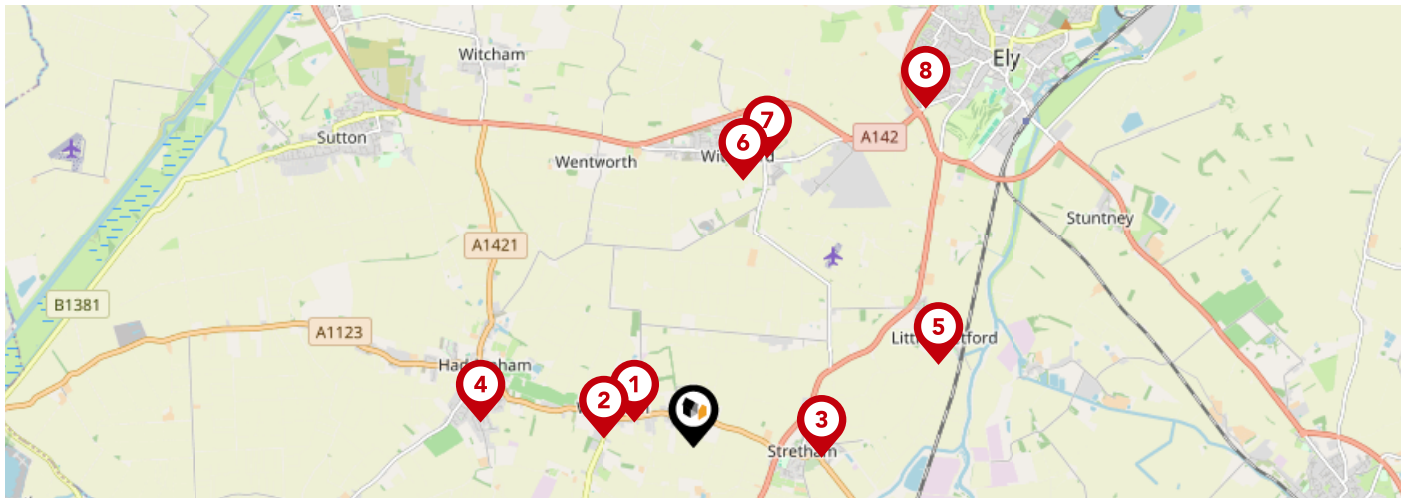 Witcham
Ely
8
7
Sutton
A142
6
Wentworth
Stuntney
A1421
B1381
A1123
5
4
1
2
3
Stretham